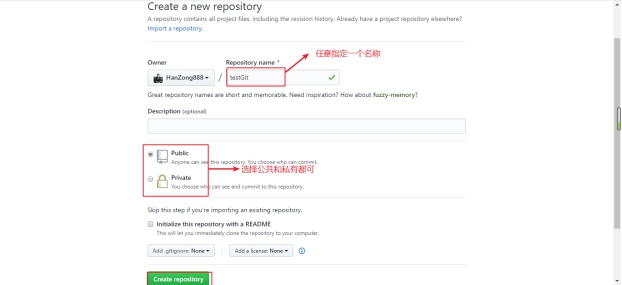 Create a new repository
A repository contains all project files, including the revision history. Already have a project repository elsewhere?
Import a repository.
Owner
Repository name *
任意指定一个名称
HanZong888
/
testGit
Great repository names are short and memorable. Need inspiration? How about fuzzy-memory?
Description (optional)
Public
Anyone can see this repository. You choose who can commit.
选择公共和私有都可
Private
You choose who can see and commit to this repository.
Skip this step if you're importing an existing repository.
Initialize this repository with a README
This will let you immediately clone the repository to your computer.
Add .gitignore: None
Add a license: None
Create repository